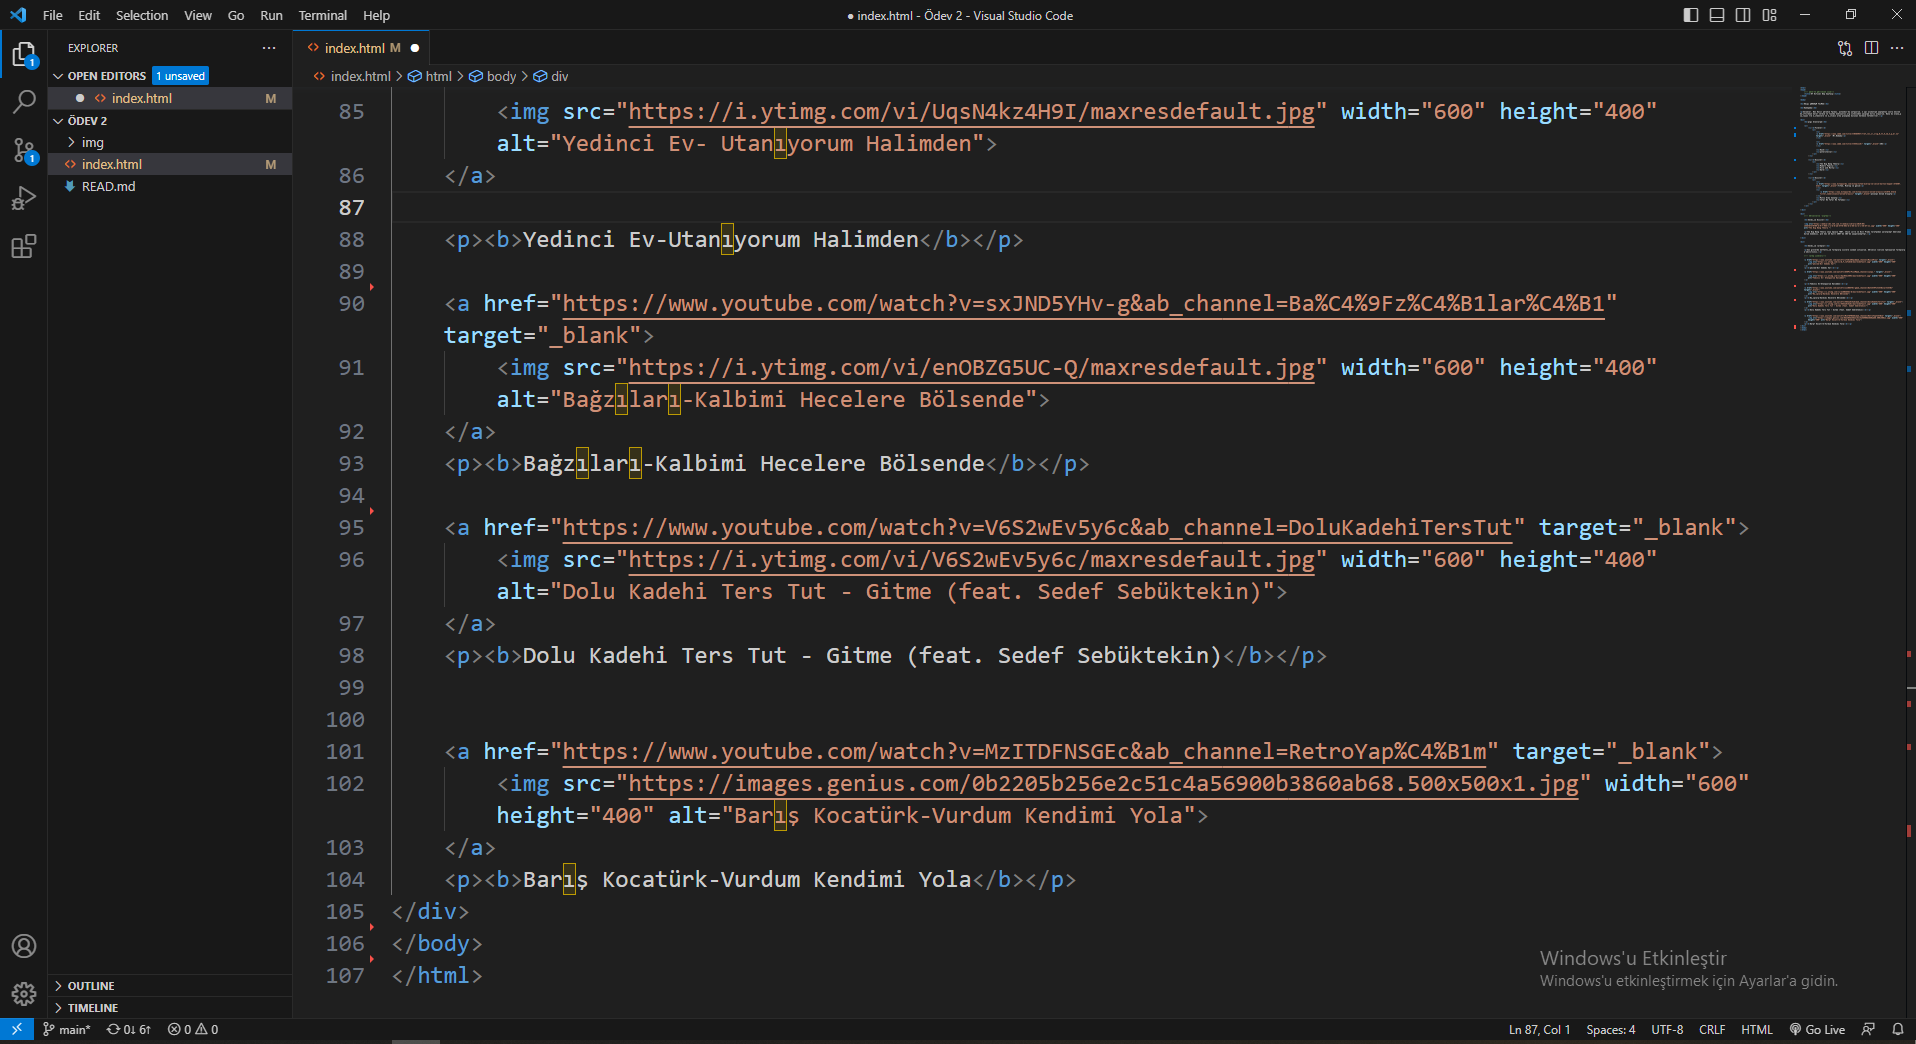 File Edit Selection View Go Run Terminal Help
● index.html - Ödev 2 - Visual Studio Code
EXPLORER
OPEN EDITORS 1 unsaved
index.html M
ÖDEV 2
img
index.html M
READ.md
OUTLINE
TIMELINE
index.html M
index.html > html > body > div
85 <img src="https://i.ytimg.com/vi/UqsN4kz4H9I/maxresdefault.jpg" width="600" height="400"
alt="Yedinci Ev- Utanıyorum Halimden">
86 </a>
87
88 <p><b>Yedinci Ev-Utanıyorum Halimden</b></p>
89
90 <a href="https://www.youtube.com/watch?v=sxJND5YHv-g&ab_channel=Ba%C4%9Fz%C4%B1lar%C4%B1"
target="_blank">
91 <img src="https://i.ytimg.com/vi/enOBZG5UC-Q/maxresdefault.jpg" width="600" height="400"
alt="Bağzıları-Kalbimi Hecelere Bölsende">
92 </a>
93 <p><b>Bağzıları-Kalbimi Hecelere Bölsende</b></p>
94
95 <a href="https://www.youtube.com/watch?v=V6S2wEv5y6c&ab_channel=DoluKadehiTersTut" target="_blank">
96 <img src="https://i.ytimg.com/vi/V6S2wEv5y6c/maxresdefault.jpg" width="600" height="400"
alt="Dolu Kadehi Ters Tut - Gitme (feat. Sedef Sebüktekin)">
97 </a>
98 <p><b>Dolu Kadehi Ters Tut - Gitme (feat. Sedef Sebüktekin)</b></p>
99
100
101 <a href="https://www.youtube.com/watch?v=MzITDFNSGEc&ab_channel=RetroYap%C4%B1m" target="_blank">
102 <img src="https://images.genius.com/0b2205b256e2c51c4a56900b3860ab68.500x500x1.jpg" width="600"
height="400" alt="Barış Kocatürk-Vurdum Kendimi Yola">
103 </a>
104 <p><b>Barış Kocatürk-Vurdum Kendimi Yola</b></p>
105 </div>
106 </body>
107 </html>
Windows'u Etkinleştir
Windows'u etkinleştirmek için Ayarlar'a gidin.
main* 0↓ 6↑ 0 0
Ln 87, Col 1 Spaces: 4 UTF-8 CRLF HTML Go Live